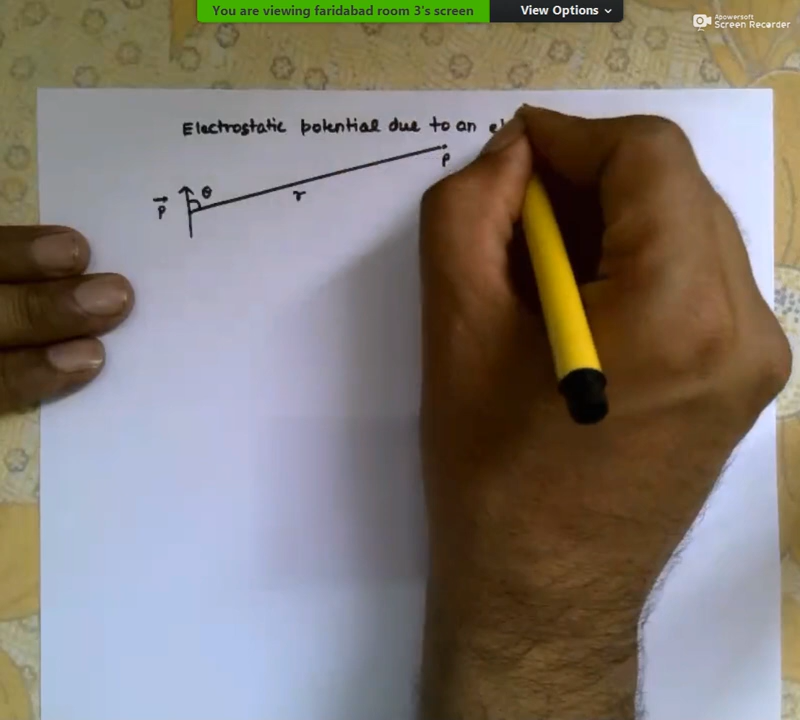 You are viewing faridabad room 3's screen View Options
Apowersoft
Screen Recorder
Electrostatic potential due to an
P
θ
P
r